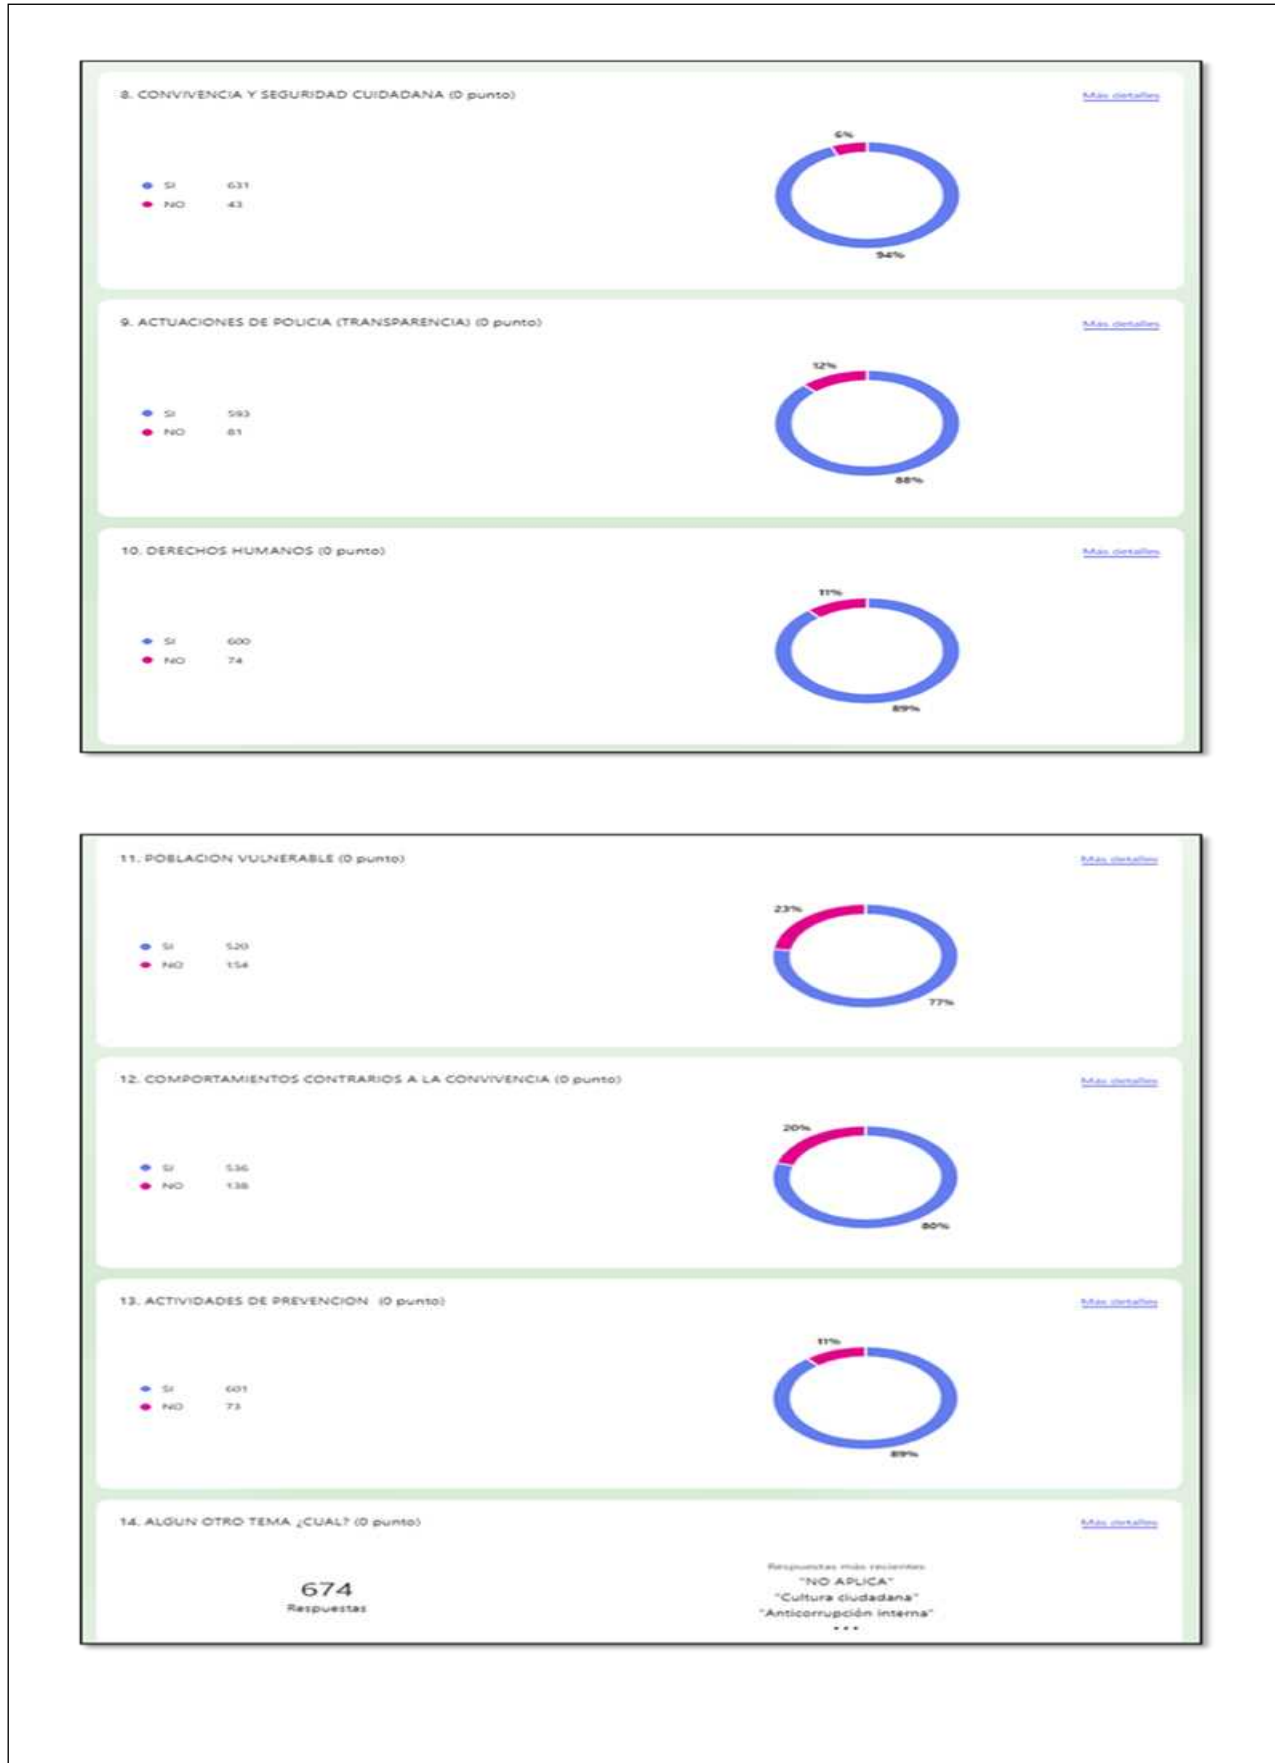 8. CONVIVENCIA Y SEGURIDAD CUIDADANA (0 punto)
Más detalles
6%
SI 631
NO 43
94%
9. ACTUACIONES DE POLICIA (TRANSPARENCIA) (0 punto)
Más detalles
12%
SI 593
NO 81
88%
10. DERECHOS HUMANOS (0 punto)
Más detalles
11%
SI 600
NO 74
89%
11. POBLACION VULNERABLE (0 punto)
Más detalles
23%
SI 520
NO 154
77%
12. COMPORTAMIENTOS CONTRARIOS A LA CONVIVENCIA (0 punto)
Más detalles
20%
SI 536
NO 138
80%
13. ACTIVIDADES DE PREVENCION (0 punto)
Más detalles
11%
SI 601
NO 73
89%
14. ALGUN OTRO TEMA ¿CUAL? (0 punto)
Más detalles
674
Respuestas
Respuestas más recientes
"NO APLICA"
"Cultura ciudadana"
"Anticorrupción interna"
• • •